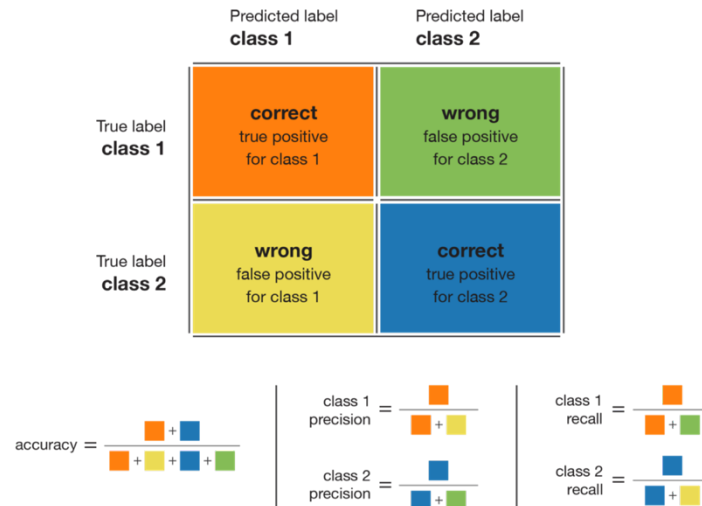 Predicted label
class 1
Predicted label
class 2
True label
class 1
correct
true positive
for class 1
wrong
false positive
for class 2
True label
class 2
wrong
false positive
for class 1
correct
true positive
for class 2
accuracy = + / + + +
class 1
precision = / +
class 2
precision = / +
class 1
recall = / +
class 2
recall = / +